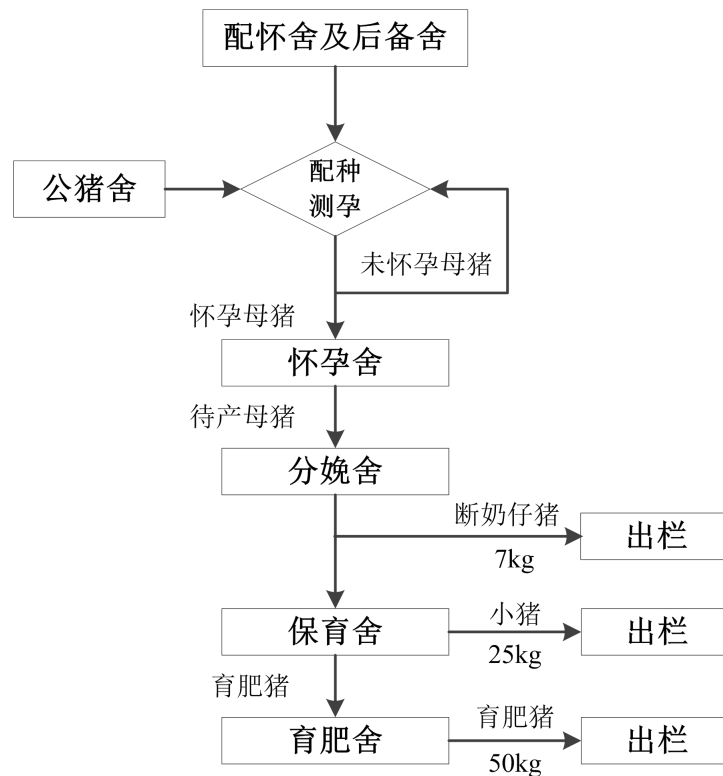 配怀舍及后备舍
公猪舍
配种
测孕
未怀孕母猪
怀孕母猪
怀孕舍
待产母猪
分娩舍
断奶仔猪
7kg
出栏
保育舍
小猪
25kg
出栏
育肥猪
育肥舍
育肥猪
50kg
出栏